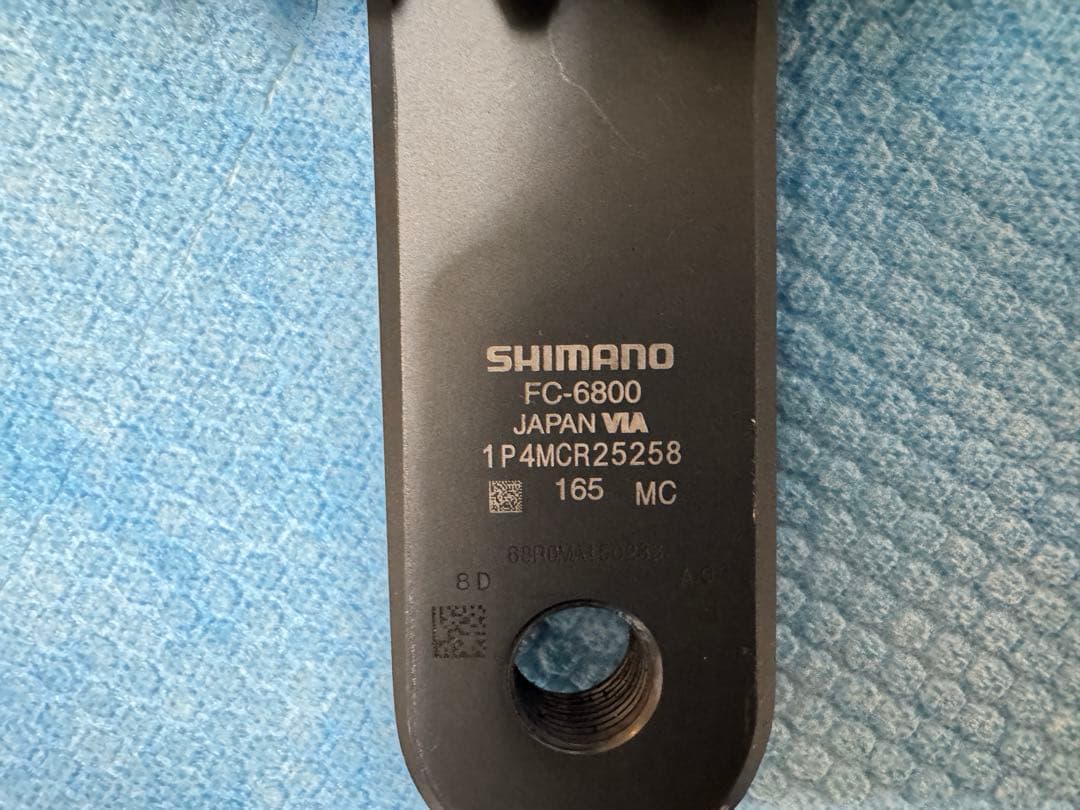 SHIMANO
FC-6800
JAPAN VIA
1P4MCR25258
165 MC
8D